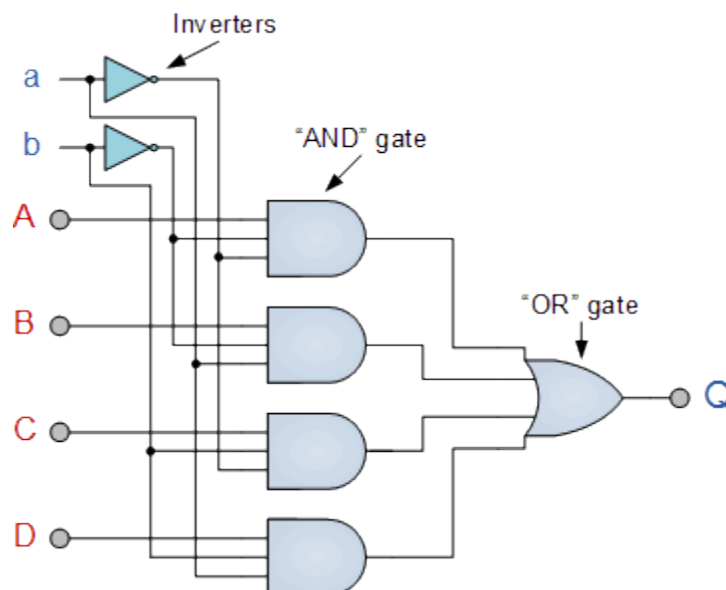 Inverters
a
b
“AND” gate
A
B
“OR” gate
Q
C
D